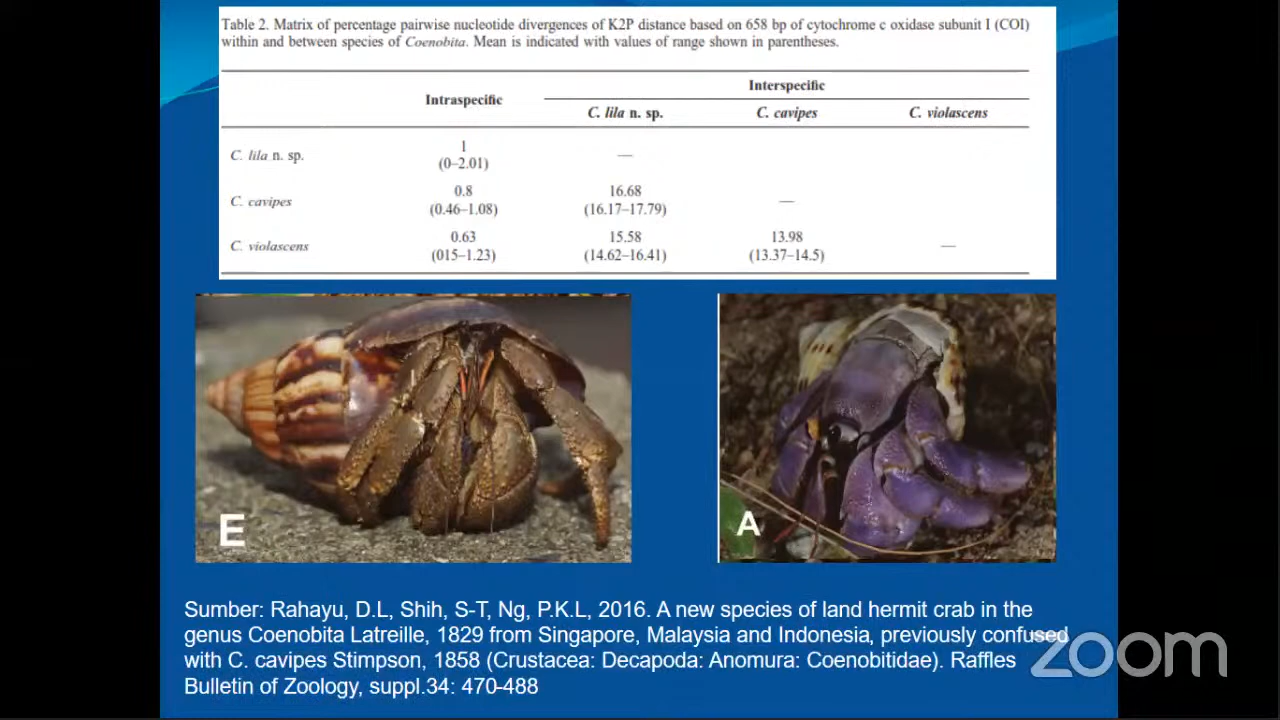 Table 2. Matrix of percentage pairwise nucleotide divergences of K2P distance based on 658 bp of cytochrome c oxidase subunit I (COI)
within and between species of Coenobita. Mean is indicated with values of range shown in parentheses.
Interspecific
Intraspecific
C. lila n. sp. C. cavipes C. violascens
C. lila n. sp. 1 —
(0–2.01)
C. cavipes 0.8 16.68 —
(0.46–1.08) (16.17–17.79)
C. violascens 0.63 15.58 13.98 —
(015–1.23) (14.62–16.41) (13.37–14.5)
E
A
Sumber: Rahayu, D.L, Shih, S-T, Ng, P.K.L, 2016. A new species of land hermit crab in the
genus Coenobita Latreille, 1829 from Singapore, Malaysia and Indonesia, previously confused
with C. cavipes Stimpson, 1858 (Crustacea: Decapoda: Anomura: Coenobitidae). Raffles
Bulletin of Zoology, suppl.34: 470-488
zoom